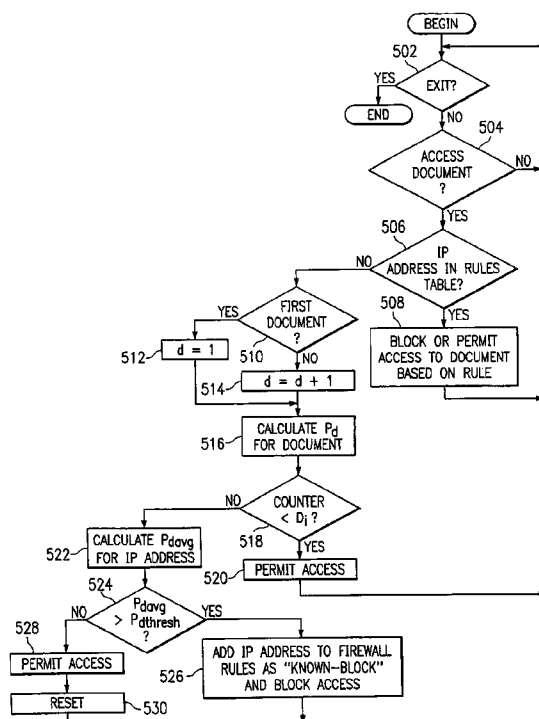 BEGIN
502
YES
EXIT?
END
NO
504
ACCESS
DOCUMENT
?
NO
YES
506
NO
IP
ADDRESS IN RULES
TABLE?
YES
508
BLOCK OR PERMIT
ACCESS TO DOCUMENT
BASED ON RULE
YES
FIRST
DOCUMENT
?
510
512
d = 1
NO
514
d = d + 1
516
CALCULATE Pd
FOR DOCUMENT
NO
COUNTER
< Di ?
518
YES
520
PERMIT ACCESS
522
CALCULATE Pdavg
FOR IP ADDRESS
524
NO
Pdavg
> Pdthresh
?
YES
528
PERMIT ACCESS
526
ADD IP ADDRESS TO FIREWALL
RULES AS "KNOWN-BLOCK"
AND BLOCK ACCESS
RESET
530